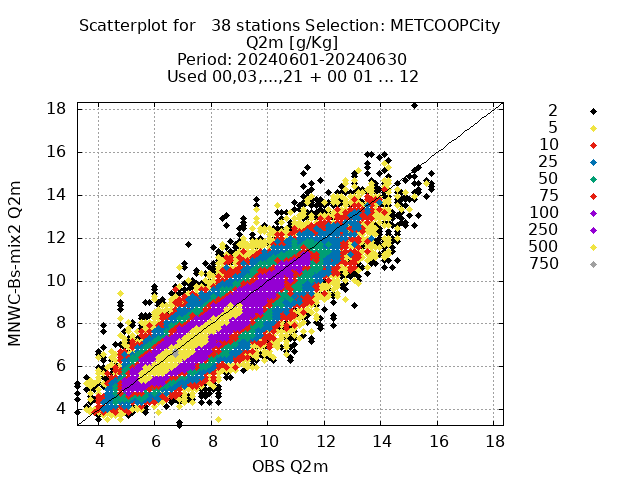 Scatterplot for 38 stations Selection: METCOOPCity
Q2m [g/Kg]
Period: 20240601-20240630
Used 00,03,...,21 + 00 01 ... 12
MNWC-Bs-mix2 Q2m
18
16
14
12
10
8
6
4
4 6 8 10 12 14 16 18
OBS Q2m
2
5
10
25
50
75
100
250
500
750